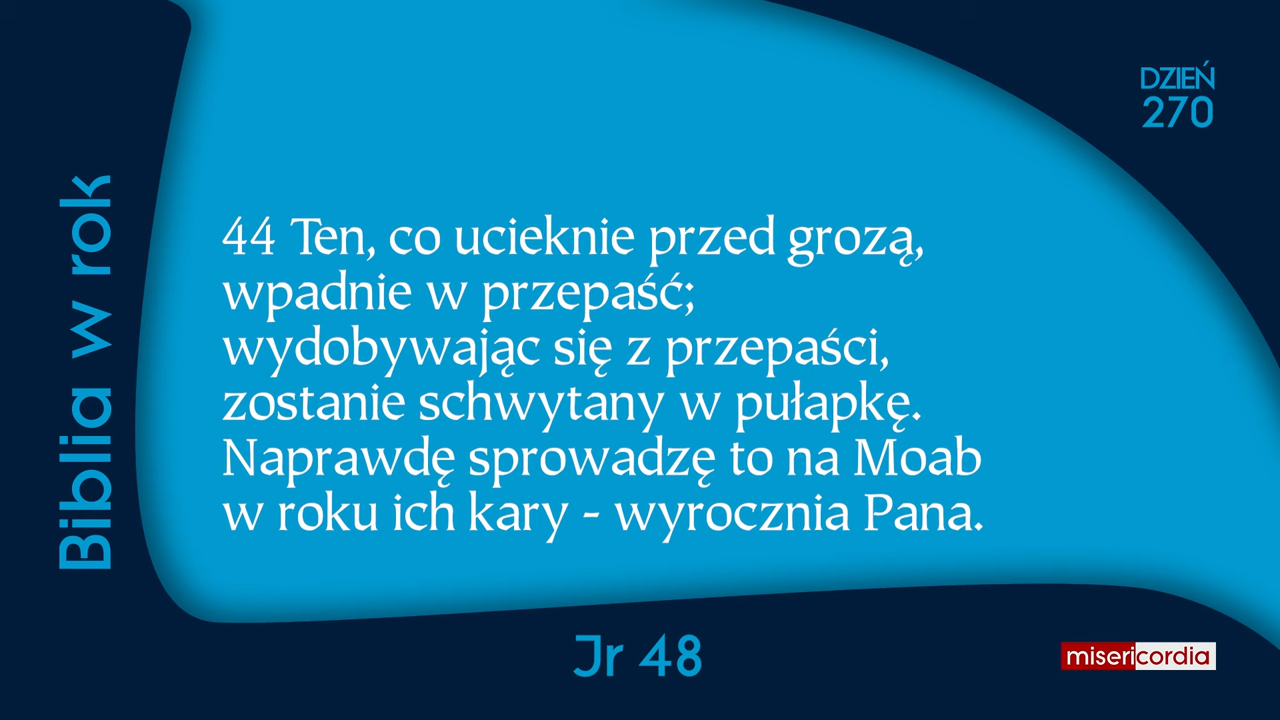 DZIEŃ
270
Biblia w rok
44 Ten, co ucieknie przed grozą,
wpadnie w przepaść;
wydobywając się z przepaści,
zostanie schwytany w pułapkę.
Naprawdę sprowadzę to na Moab
w roku ich kary - wyrocznia Pana.
Jr 48
misericordia